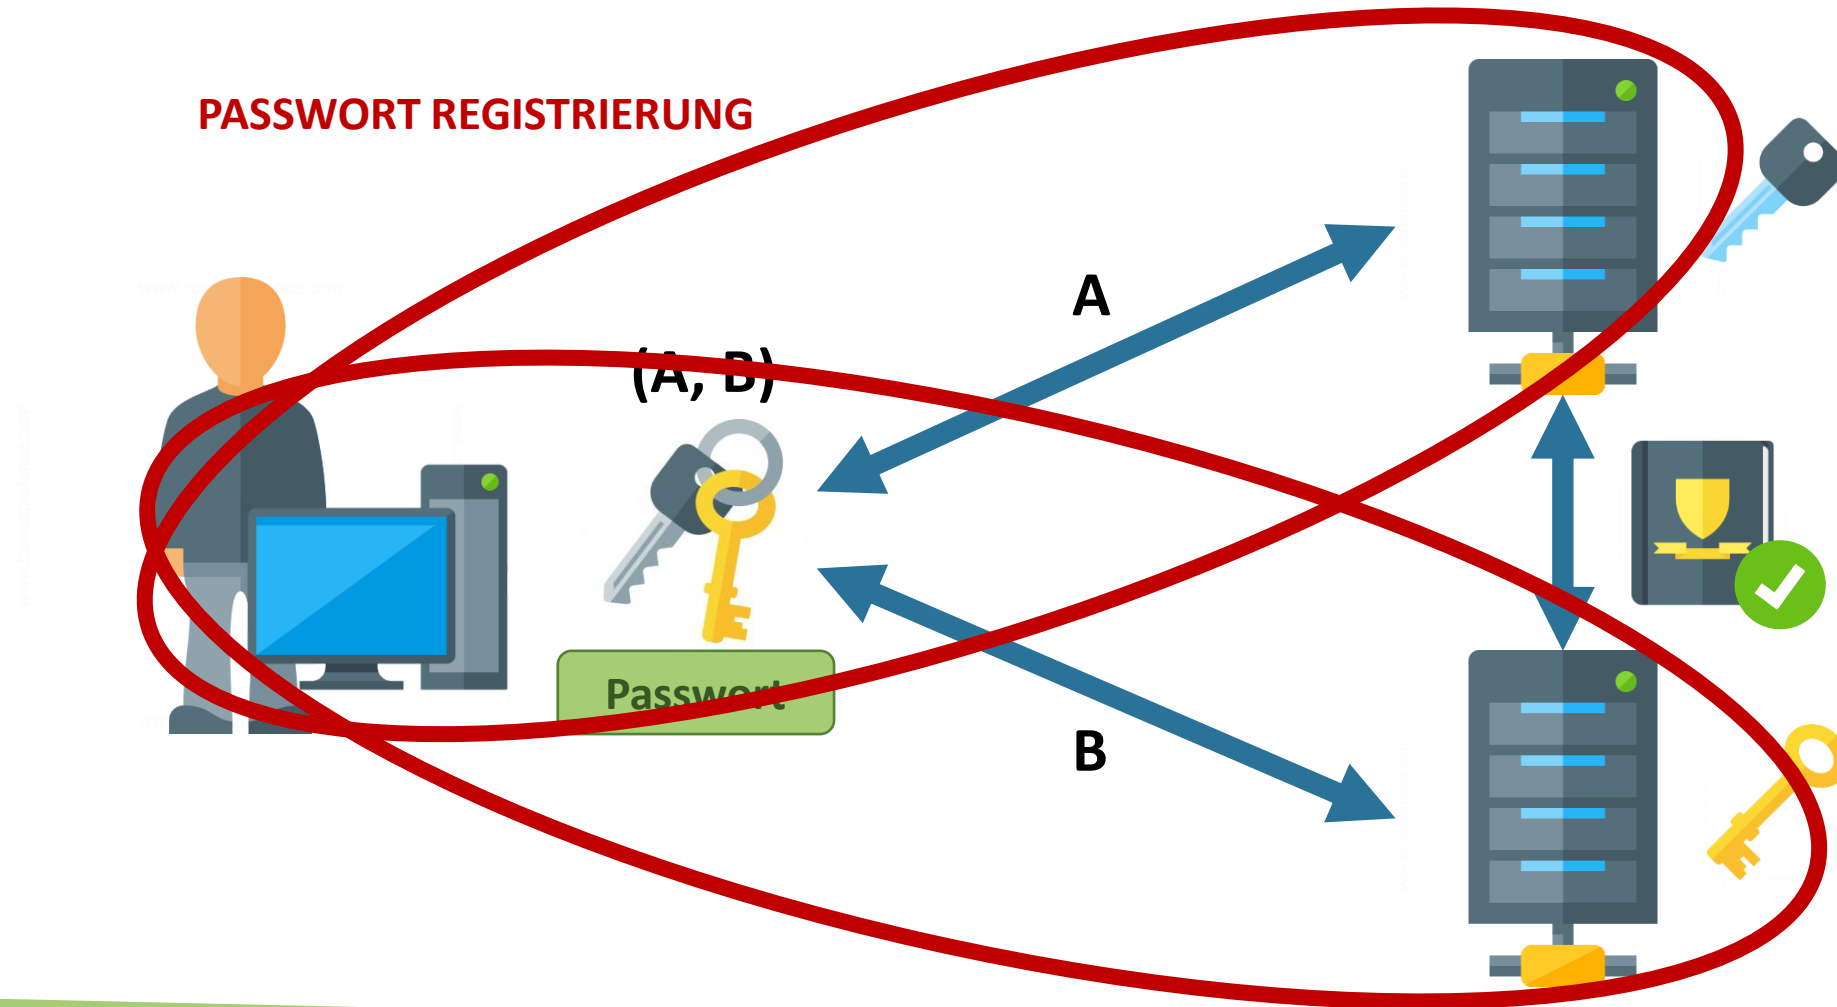 PASSWORT REGISTRIERUNG
A
(A, B)
Passwort
B